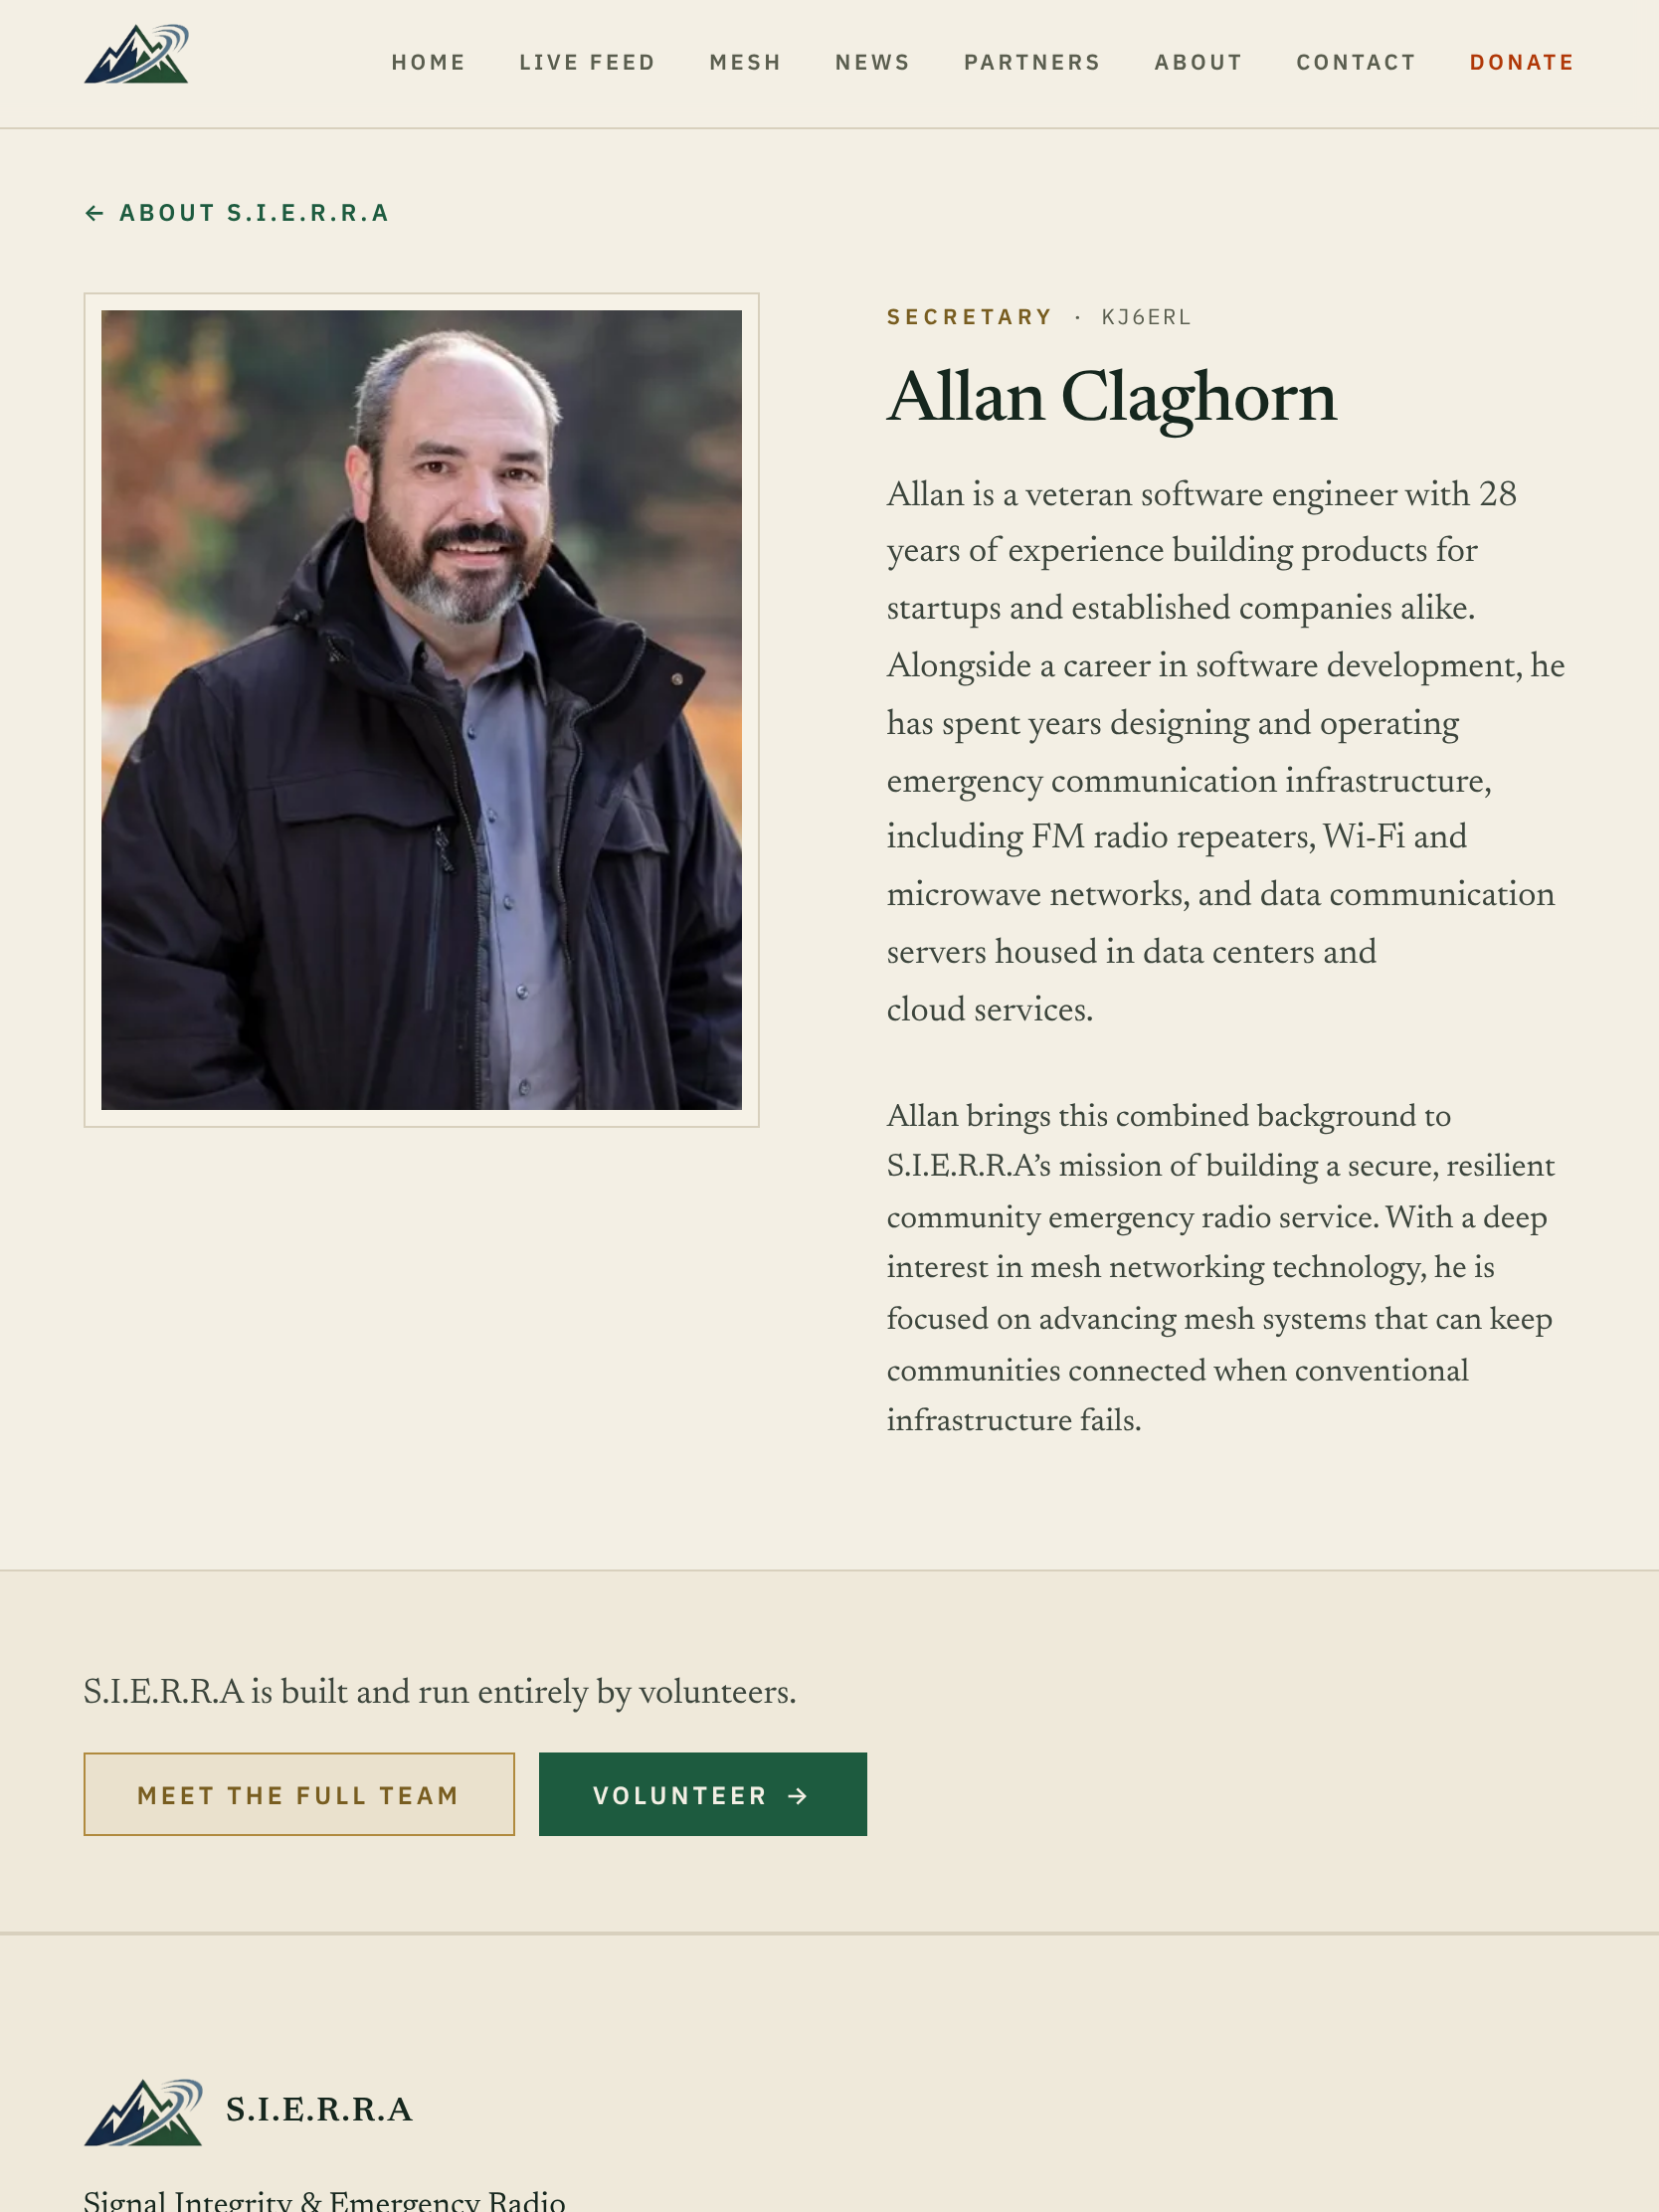 HOME LIVE FEED MESH NEWS PARTNERS ABOUT CONTACT DONATE
← ABOUT S.I.E.R.R.A
SECRETARY · KJ6ERL
Allan Claghorn
Allan is a veteran software engineer with 28
years of experience building products for
startups and established companies alike.
Alongside a career in software development, he
has spent years designing and operating
emergency communication infrastructure,
including FM radio repeaters, Wi-Fi and
microwave networks, and data communication
servers housed in data centers and
cloud services.
Allan brings this combined background to
S.I.E.R.R.A’s mission of building a secure, resilient
community emergency radio service. With a deep
interest in mesh networking technology, he is
focused on advancing mesh systems that can keep
communities connected when conventional
infrastructure fails.
S.I.E.R.R.A is built and run entirely by volunteers.
MEET THE FULL TEAM
VOLUNTEER →
S.I.E.R.R.A
Signal Integrity & Emergency Radio